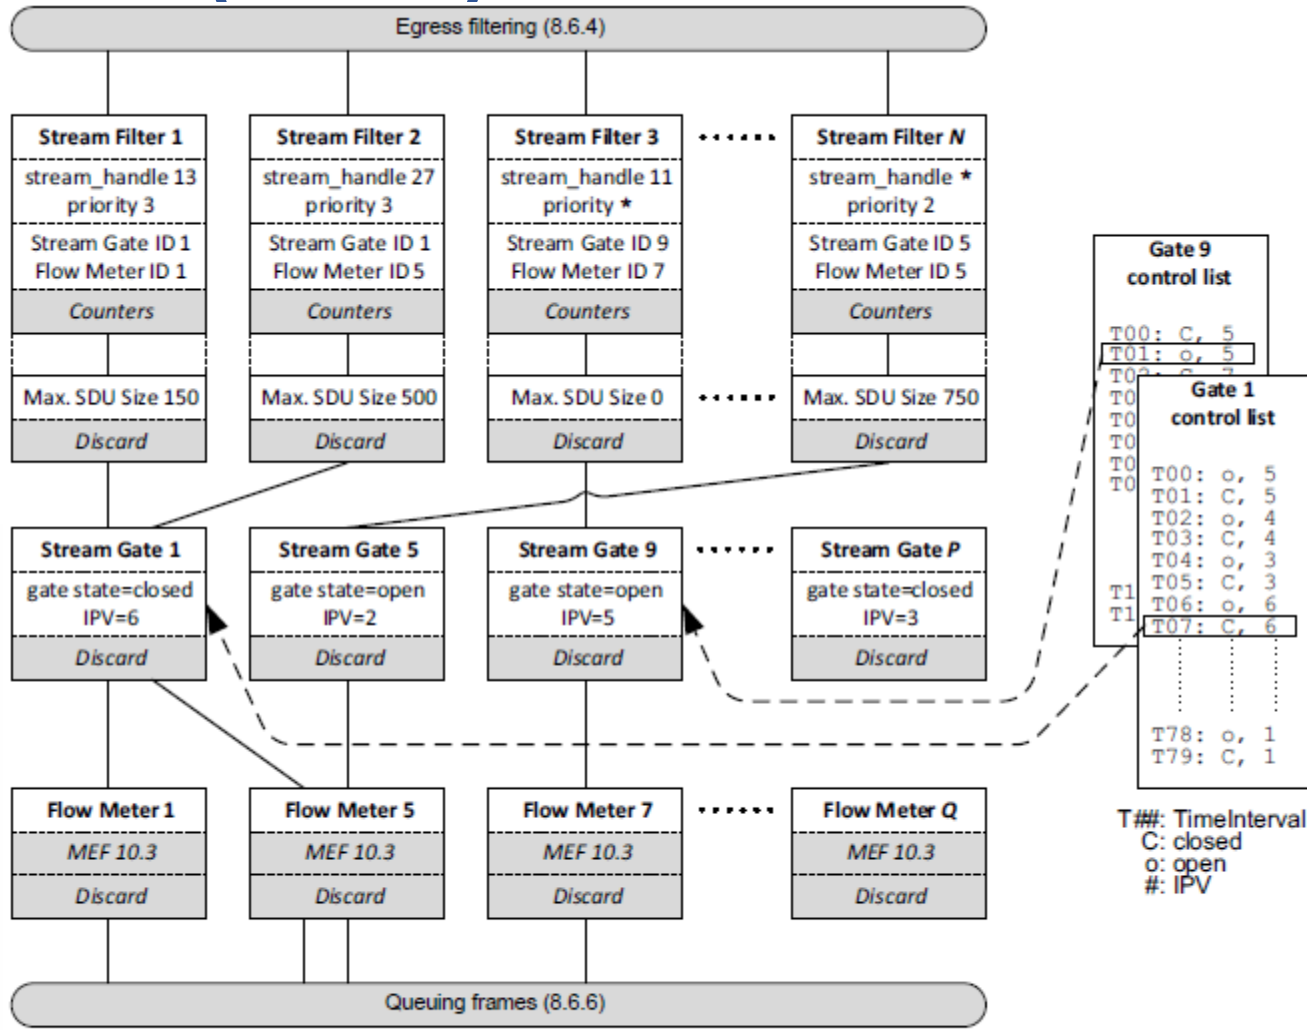 Egress filtering (8.6.4)
Stream Filter 1
stream_handle 13
priority 3
Stream Gate ID 1
Flow Meter ID 1
Counters
Max. SDU Size 150
Discard
Stream Filter 2
stream_handle 27
priority 3
Stream Gate ID 1
Flow Meter ID 5
Counters
Max. SDU Size 500
Discard
Stream Filter 3
stream_handle 11
priority *
Stream Gate ID 9
Flow Meter ID 7
Counters
Max. SDU Size 0
Discard
Stream Filter N
stream_handle *
priority 2
Stream Gate ID 5
Flow Meter ID 5
Counters
Max. SDU Size 750
Discard
Stream Gate 1
gate state=closed
IPV=6
Discard
Stream Gate 5
gate state=open
IPV=2
Discard
Stream Gate 9
gate state=open
IPV=5
Discard
Stream Gate P
gate state=closed
IPV=3
Discard
Flow Meter 1
MEF 10.3
Discard
Flow Meter 5
MEF 10.3
Discard
Flow Meter 7
MEF 10.3
Discard
Flow Meter Q
MEF 10.3
Discard
Queuing frames (8.6.6)
Gate 9
control list
T00: C, 5
T01: o, 5
Gate 1
control list
T00: o, 5
T01: C, 5
T02: o, 4
T03: C, 4
T04: o, 3
T05: C, 3
T06: o, 6
T07: C, 6
T78: o, 1
T79: C, 1
T##: TimeInterval
C: closed
o: open
#: IPV